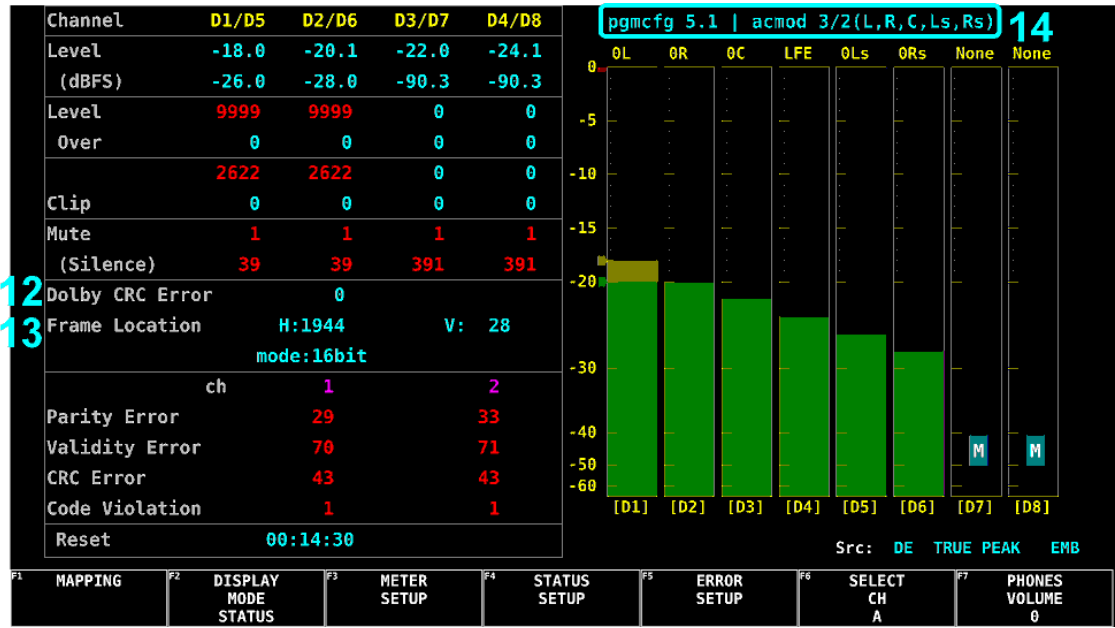 Channel D1/D5 D2/D6 D3/D7 D4/D8
Level -18.0 -20.1 -22.0 -24.1
(dBFS) -26.0 -28.0 -90.3 -90.3
Level 9999 9999 0 0
Over 0 0 0 0
2622 2622 0 0
Clip 0 0 0 0
Mute 1 1 1 1
(Silence) 39 39 391 391
12 Dolby CRC Error 0
13 Frame Location H:1944 V: 28
mode:16bit
ch 1 2
Parity Error 29 33
Validity Error 70 71
CRC Error 43 43
Code Violation 1 1
Reset 00:14:30
pgmcfg 5.1 | acmod 3/2(L,R,C,Ls,Rs) 14
0L 0R 0C LFE 0Ls 0Rs None None
0
-5
-10
-15
-20
-30
-40
-50
-60
M M
[D1] [D2] [D3] [D4] [D5] [D6] [D7] [D8]
Src: DE TRUE PEAK EMB
F1 MAPPING
F2 DISPLAY
MODE
STATUS
F3 METER
SETUP
F4 STATUS
SETUP
F5 ERROR
SETUP
F6 SELECT
CH
A
F7 PHONES
VOLUME
0